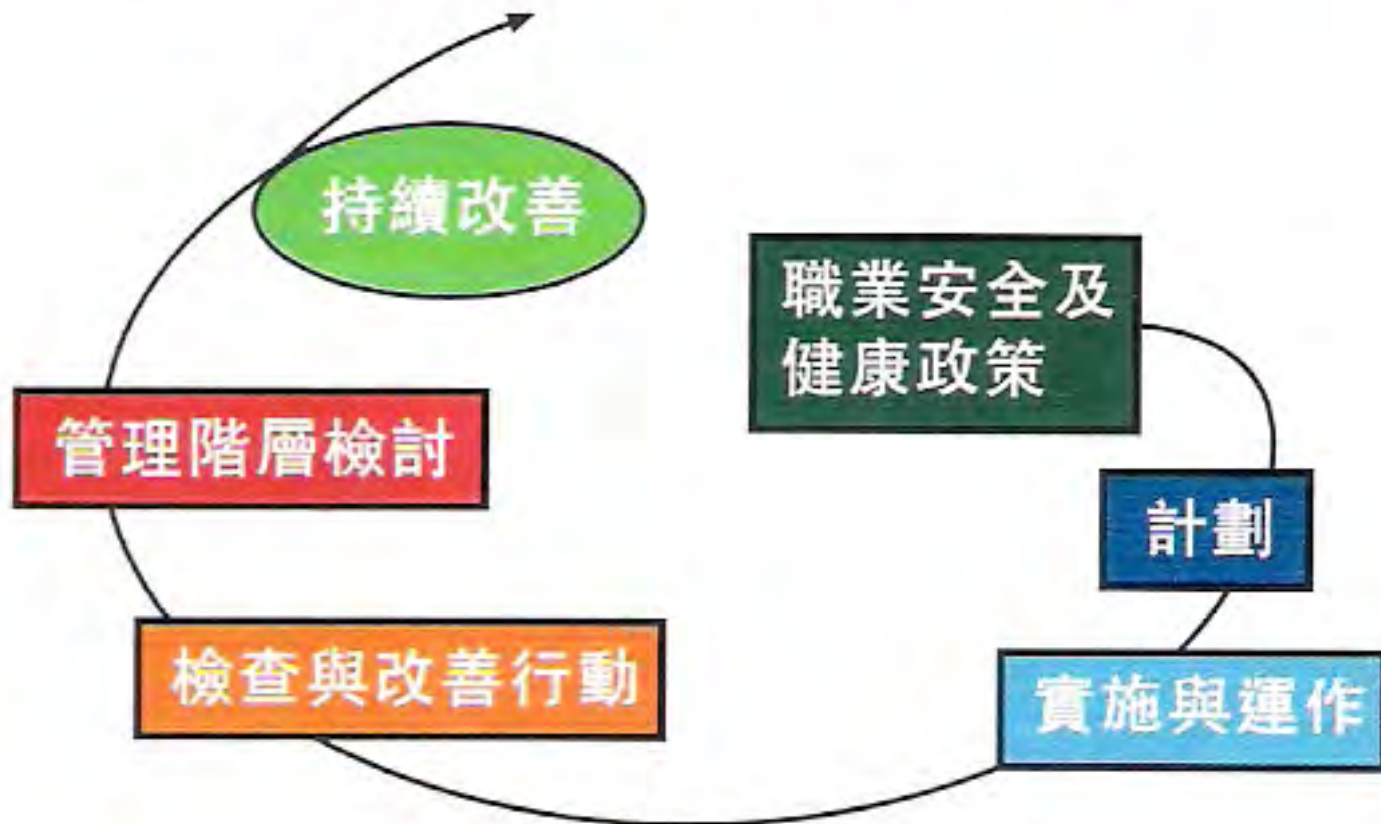 持續改善
職業安全及
健康政策
管理階層檢討
計劃
檢查與改善行動
實施與運作